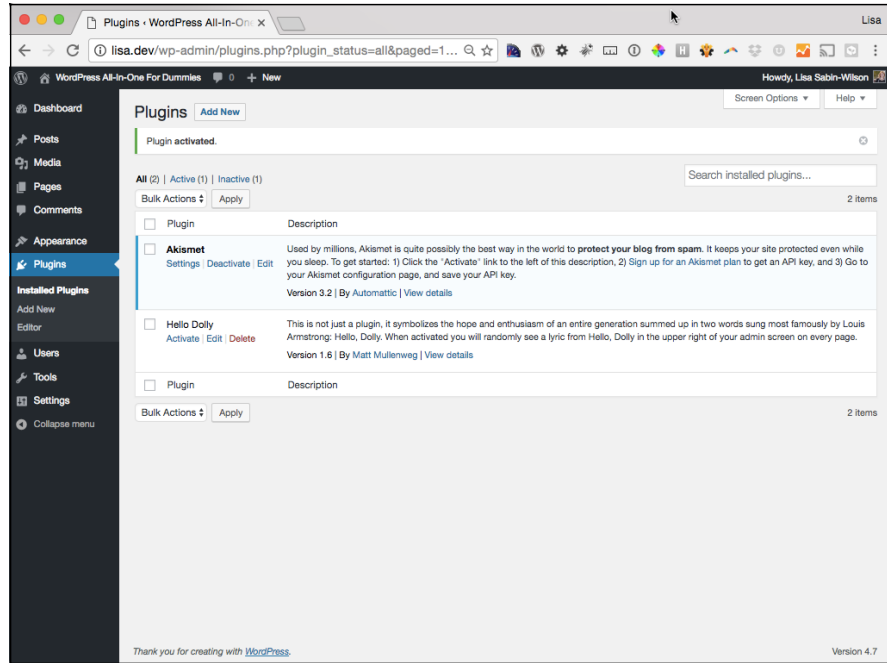 Plugins ‹ WordPress All-In-One
Lisa
lisa.dev/wp-admin/plugins.php?plugin_status=all&paged=1...
WordPress All-In-One For Dummies 0 + New
Howdy, Lisa Sabin-Wilson
Dashboard
Posts
Media
Pages
Comments
Appearance
Plugins
Installed Plugins
Add New
Editor
Users
Tools
Settings
Collapse menu
Screen Options Help
Plugins Add New
Plugin activated.
All (2) | Active (1) | Inactive (1)
Search installed plugins...
Bulk Actions Apply
2 items
Plugin Description
Akismet
Settings | Deactivate | Edit
Used by millions, Akismet is quite possibly the best way in the world to protect your blog from spam. It keeps your site protected even while
you sleep. To get started: 1) Click the "Activate" link to the left of this description, 2) Sign up for an Akismet plan to get an API key, and 3) Go to
your Akismet configuration page, and save your API key.
Version 3.2 | By Automattic | View details
Hello Dolly
Activate | Edit | Delete
This is not just a plugin, it symbolizes the hope and enthusiasm of an entire generation summed up in two words sung most famously by Louis
Armstrong: Hello, Dolly. When activated you will randomly see a lyric from Hello, Dolly in the upper right of your admin screen on every page.
Version 1.6 | By Matt Mullenweg | View details
Plugin Description
Bulk Actions Apply
2 items
Thank you for creating with WordPress.
Version 4.7